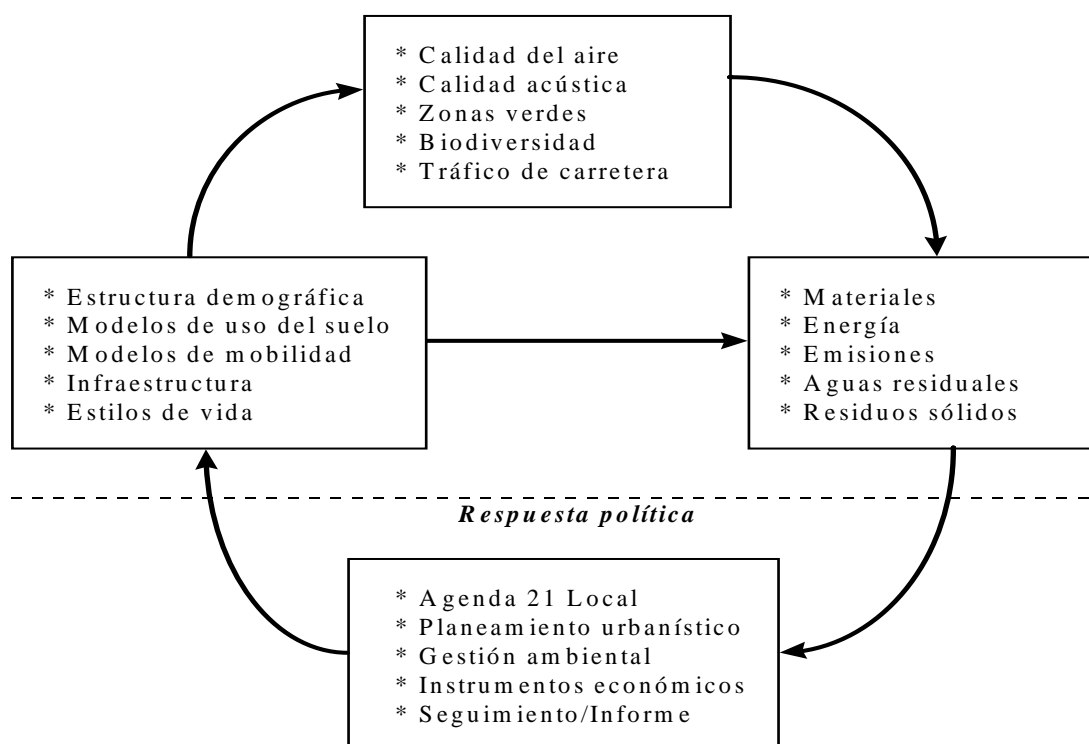 * Calidad del aire
* Calidad acústica
* Zonas verdes
* Biodiversidad
* Tráfico de carretera
* Estructura demográfica
* Modelos de uso del suelo
* Modelos de mobilidad
* Infraestructura
* Estilos de vida
* Materiales
* Energía
* Emisiones
* Aguas residuales
* Residuos sólidos
Respuesta política
* Agenda 21 Local
* Planeamiento urbanístico
* Gestión ambiental
* Instrumentos económicos
* Seguimiento/Informe